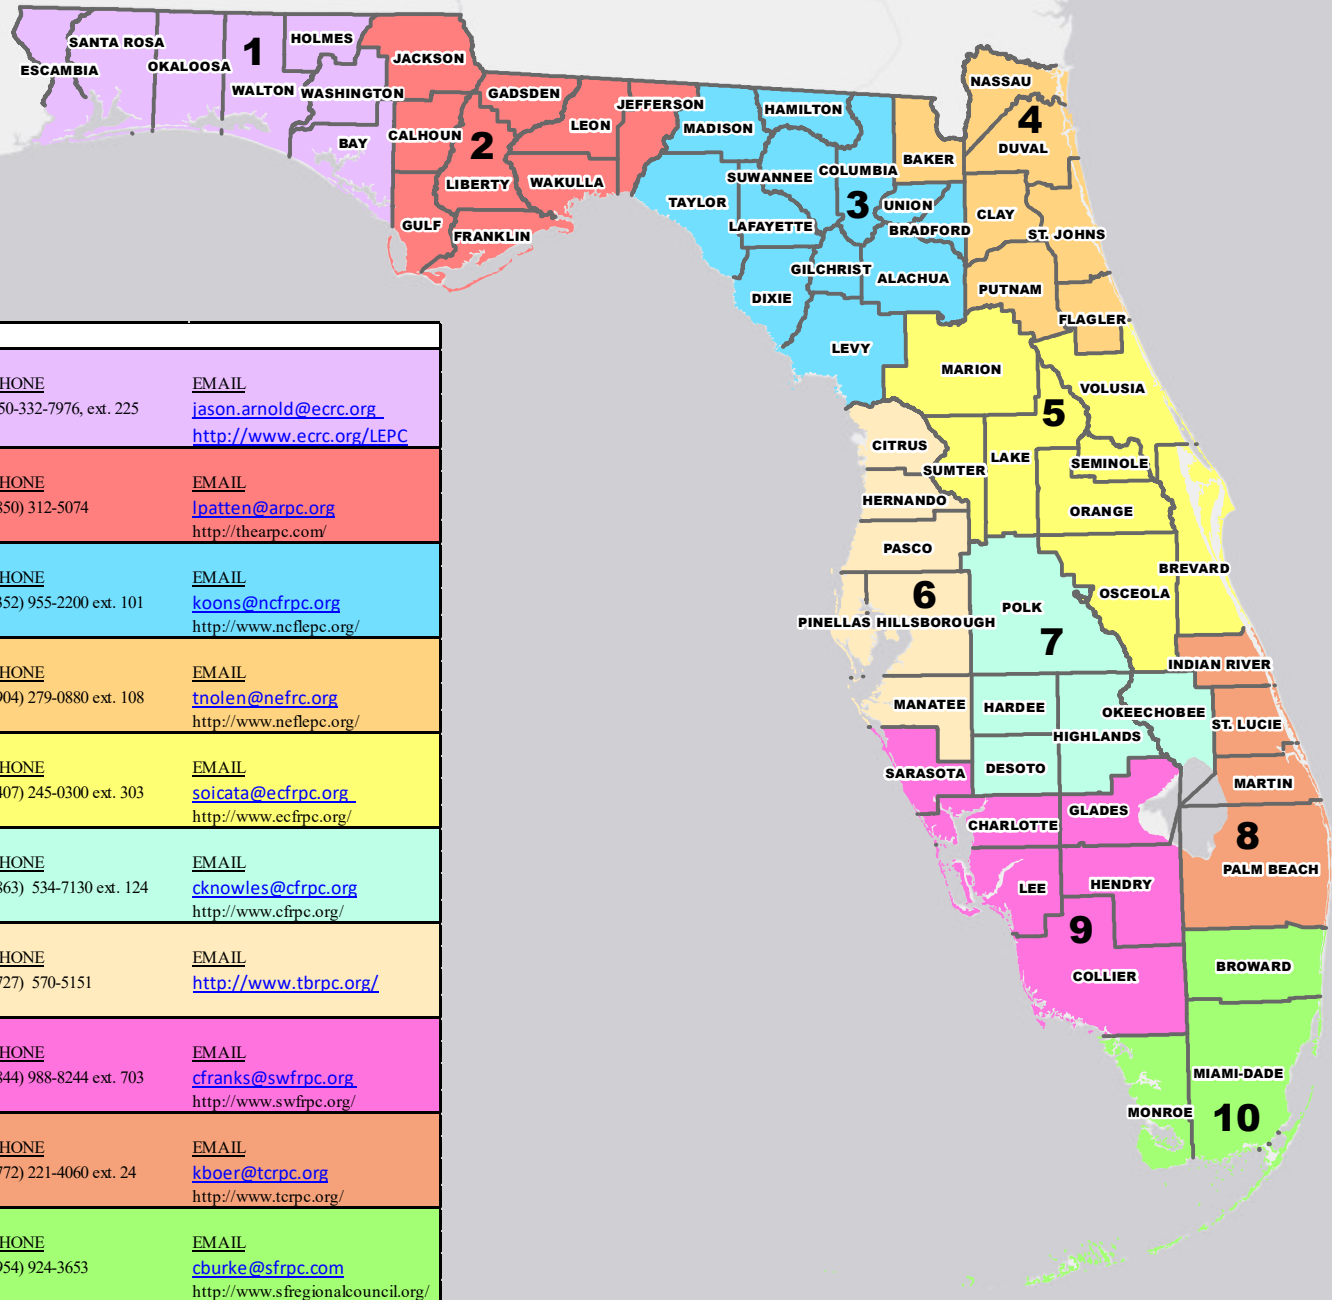 SANTA ROSA
ESCAMBIA
OKALOOSA
1
HOLMES
WALTON
WASHINGTON
BAY
JACKSON
CALHOUN
GADSDEN
2
LEON
JEFFERSON
LIBERTY
WAKULLA
GULF
FRANKLIN
MADISON
HAMILTON
SUWANNEE
COLUMBIA
TAYLOR
3
LAFAYETTE
UNION
BRADFORD
GILCHRIST
ALACHUA
DIXIE
LEVY
NASSAU
4
DUVAL
BAKER
CLAY
ST. JOHNS
PUTNAM
FLAGLER
MARION
VOLUSIA
5
LAKE
SUMTER
SEMINOLE
ORANGE
BREVARD
OSCEOLA
CITRUS
HERNANDO
PASCO
6
PINELLAS
HILLSBOROUGH
MANATEE
POLK
7
HARDEE
OKEECHOBEE
HIGHLANDS
DESOTO
INDIAN RIVER
ST. LUCIE
MARTIN
8
PALM BEACH
SARASOTA
CHARLOTTE
GLADES
LEE
HENDRY
9
COLLIER
BROWARD
MIAMI-DADE
MONROE
10
HONE EMAIL
50-332-7976, ext. 225 jason.arnold@ecrc.org
http://www.ecrc.org/LEPC
HONE EMAIL
850) 312-5074 lpatten@arpc.org
http://thearpc.com/
HONE EMAIL
352) 955-2200 ext. 101 koons@ncfrpc.org
http://www.ncflepc.org/
HONE EMAIL
904) 279-0880 ext. 108 tnolen@nefrc.org
http://www.neflepc.org/
HONE EMAIL
407) 245-0300 ext. 303 soicata@ecfrpc.org
http://www.ecfrpc.org/
HONE EMAIL
863) 534-7130 ext. 124 cknowles@cfrpc.org
http://www.cfrpc.org/
HONE EMAIL
727) 570-5151 http://www.tbrpc.org/
HONE EMAIL
844) 988-8244 ext. 703 cfranks@swfrpc.org
http://www.swfrpc.org/
HONE EMAIL
772) 221-4060 ext. 24 kboer@tcrpc.org
http://www.tcrpc.org/
HONE EMAIL
954) 924-3653 cburke@sfrpc.com
http://www.sfregionalcouncil.org/